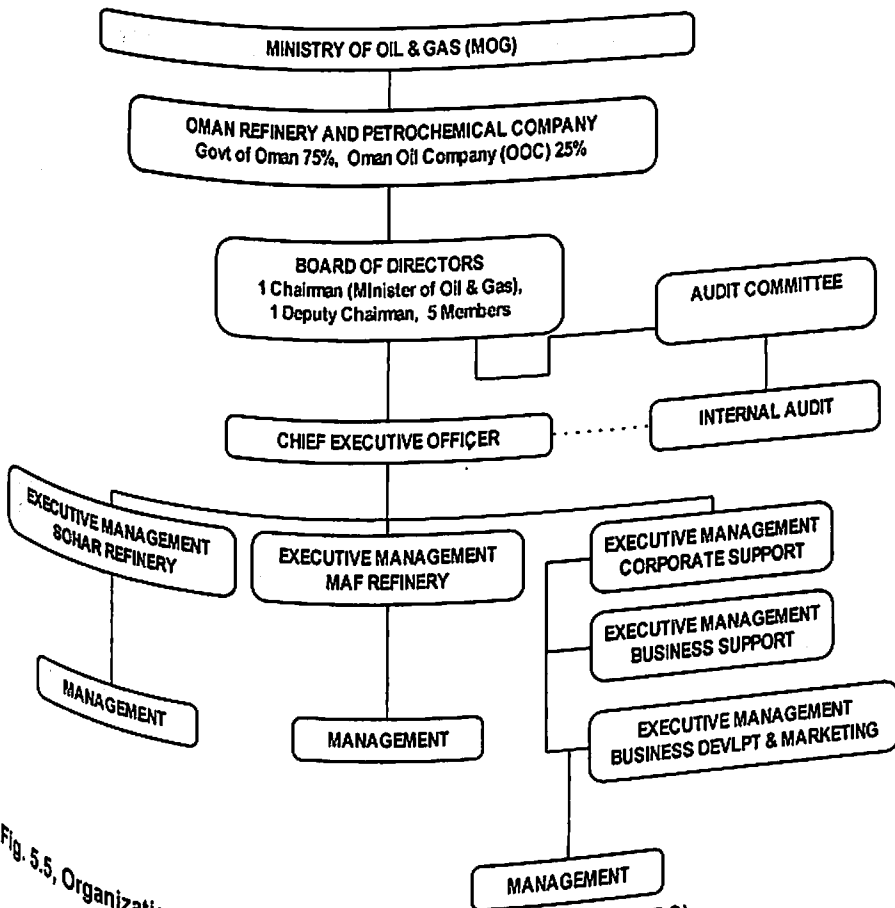 MINISTRY OF OIL & GAS (MOG)
OMAN REFINERY AND PETROCHEMICAL COMPANY
Govt of Oman 75%, Oman Oil Company (OOC) 25%
BOARD OF DIRECTORS
1 Chairman (Minister of Oil & Gas),
1 Deputy Chairman, 5 Members
AUDIT COMMITTEE
INTERNAL AUDIT
CHIEF EXECUTIVE OFFICER
EXECUTIVE MANAGEMENT
SOHAR REFINERY
EXECUTIVE MANAGEMENT
MAF REFINERY
EXECUTIVE MANAGEMENT
CORPORATE SUPPORT
EXECUTIVE MANAGEMENT
BUSINESS SUPPORT
EXECUTIVE MANAGEMENT
BUSINESS DEVLPT & MARKETING
MANAGEMENT
MANAGEMENT
MANAGEMENT
Fig. 5.5,